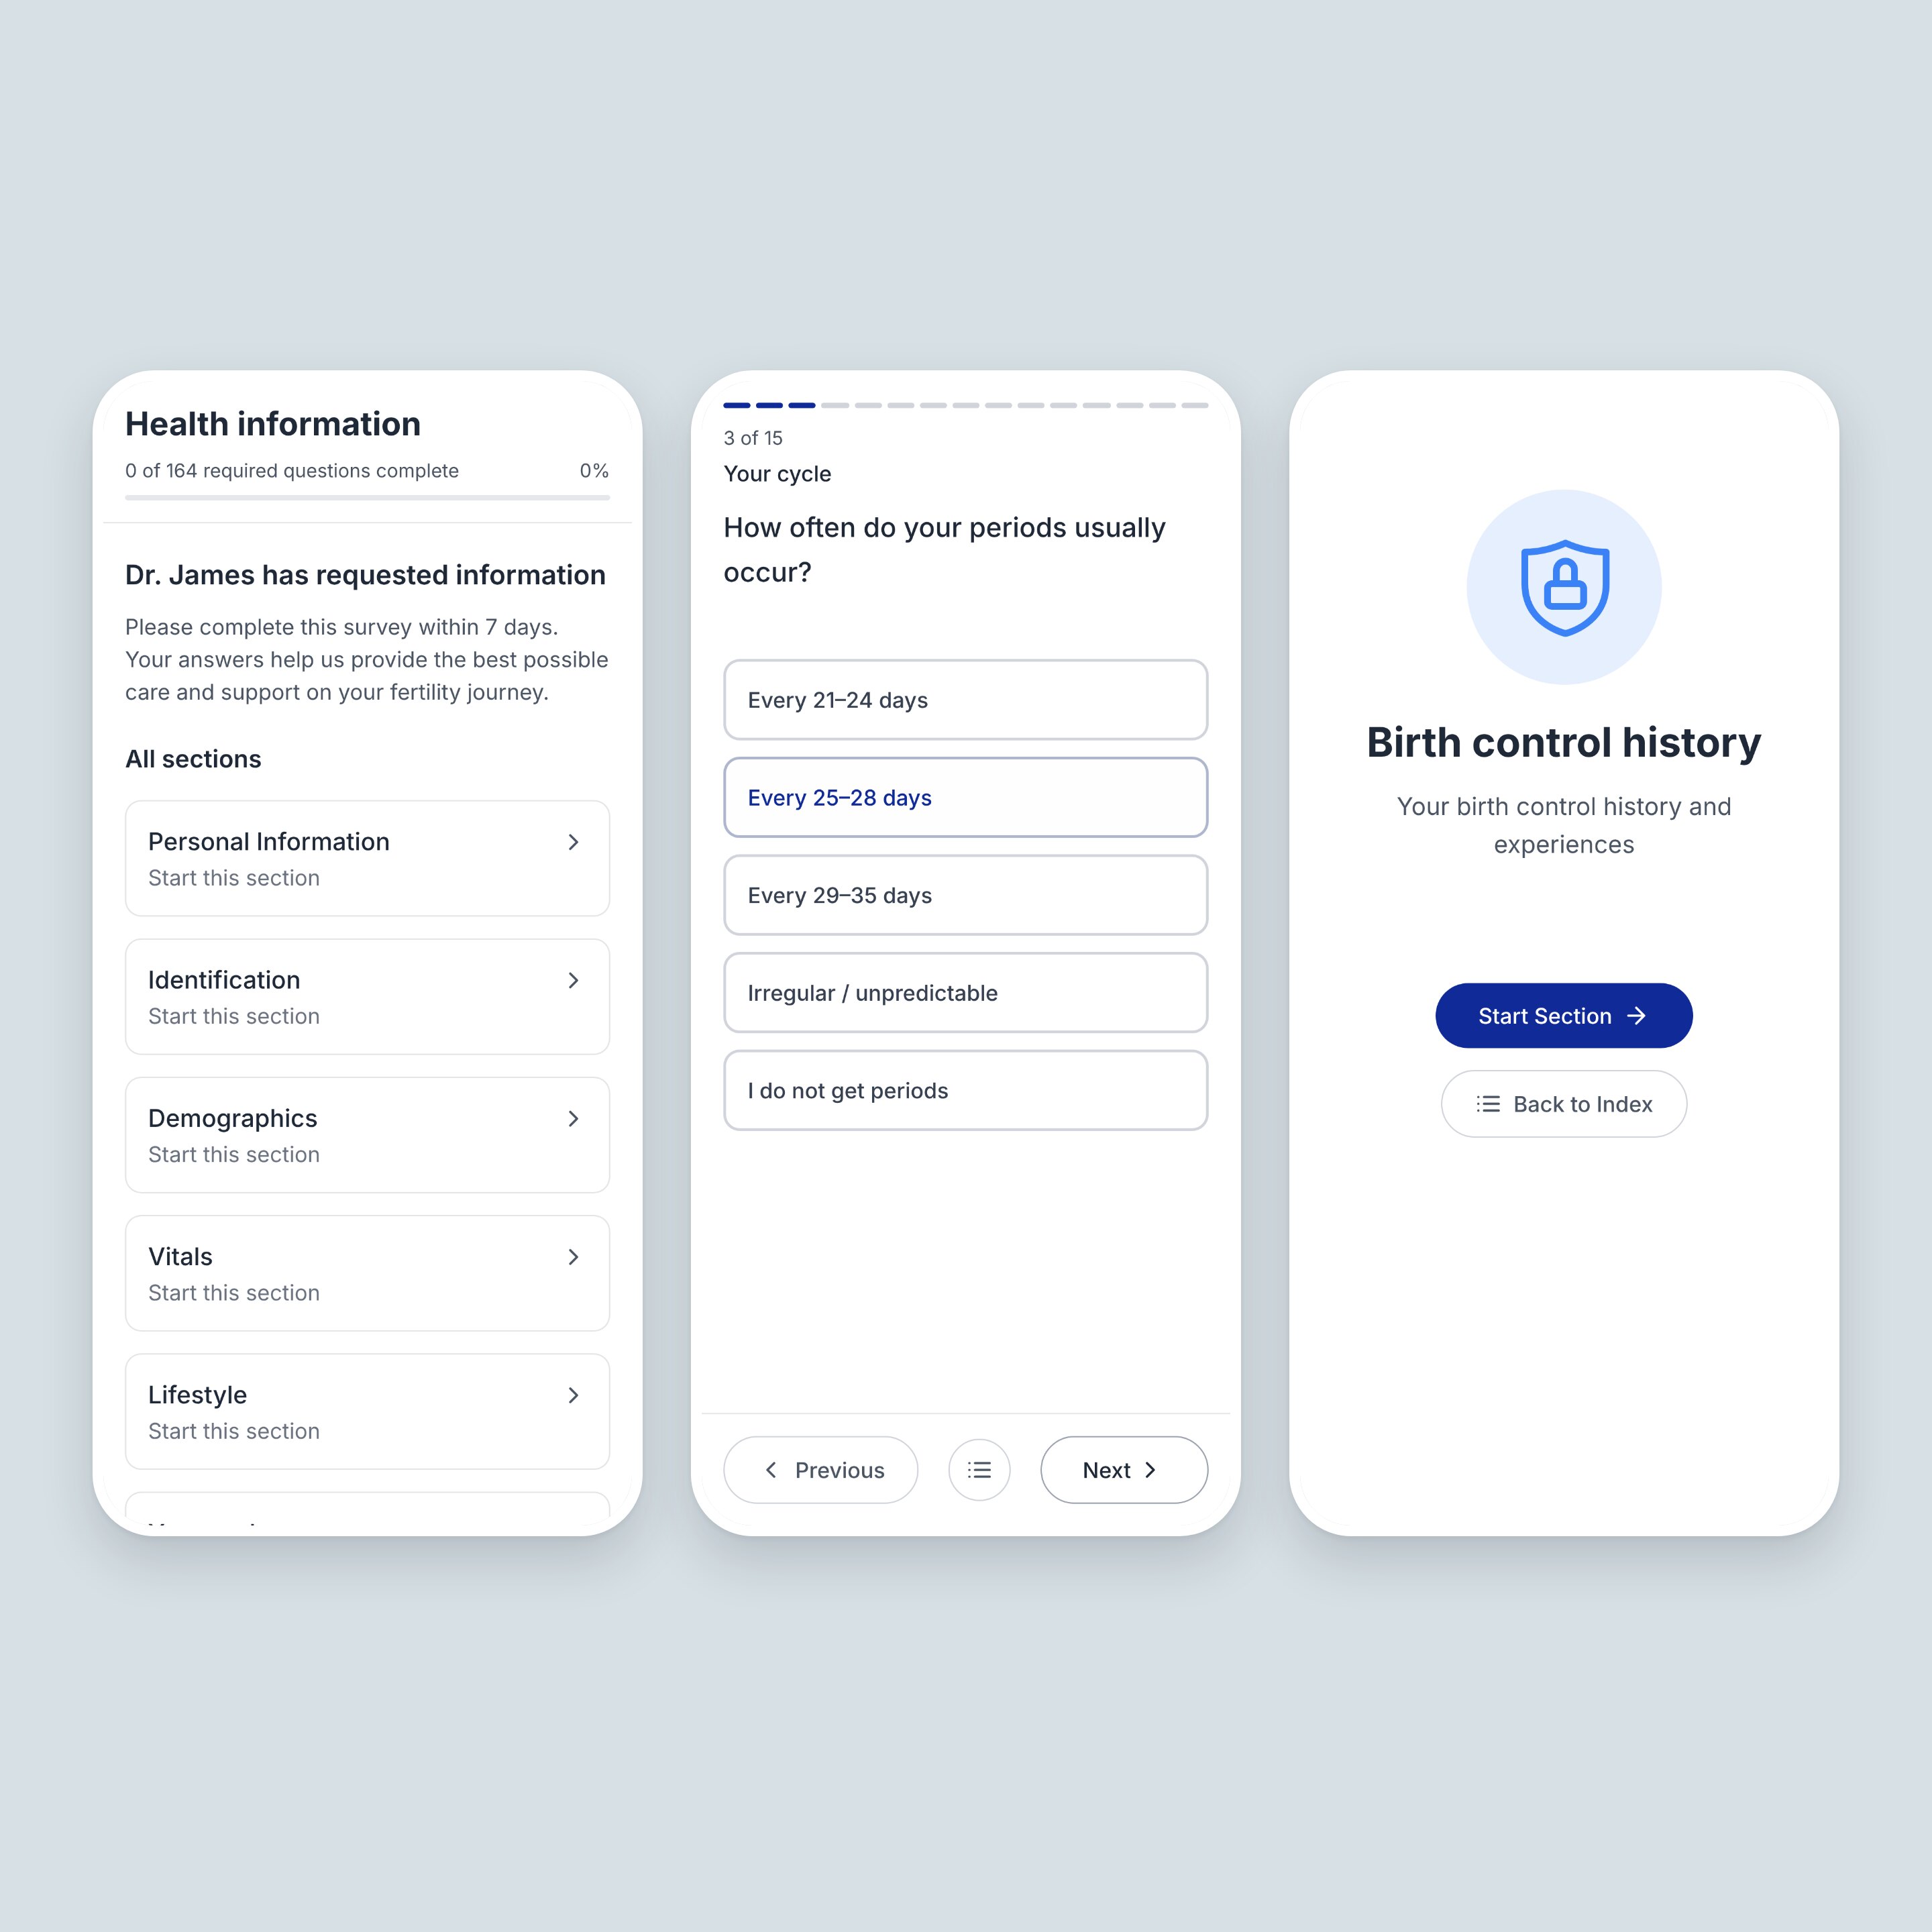 Health information
0 of 164 required questions complete 0%
Dr. James has requested information
Please complete this survey within 7 days.
Your answers help us provide the best possible
care and support on your fertility journey.
All sections
Personal Information
Start this section
Identification
Start this section
Demographics
Start this section
Vitals
Start this section
Lifestyle
Start this section
3 of 15
Your cycle
How often do your periods usually
occur?
Every 21–24 days
Every 25–28 days
Every 29–35 days
Irregular / unpredictable
I do not get periods
Previous
Next
Birth control history
Your birth control history and
experiences
Start Section
Back to Index